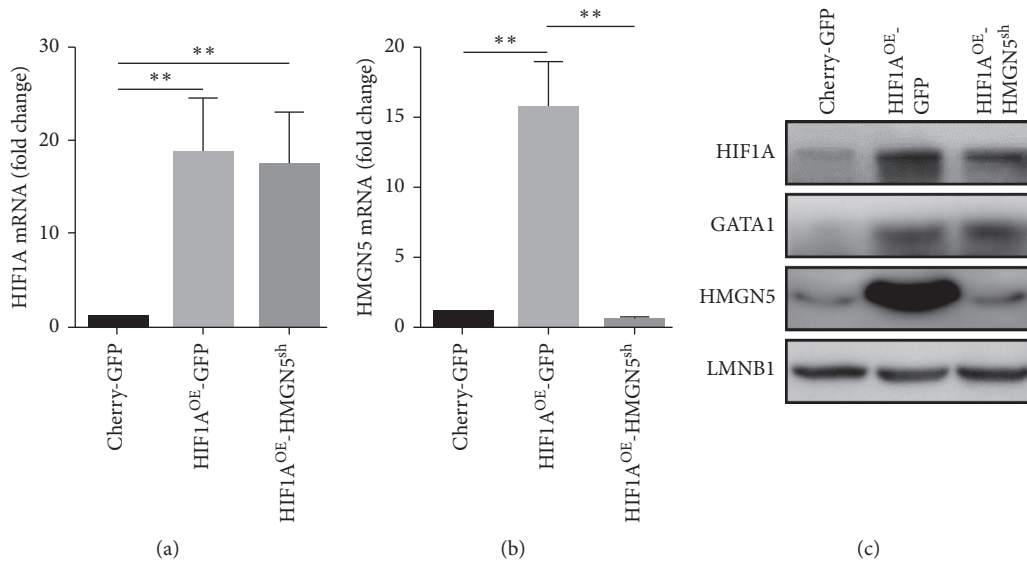 HIF1A mRNA (fold change)
30
20
10
0
**
**
Cherry-GFP
HIF1A^OE-GFP
HIF1A^OE-HMGN5^sh
(a)
HMGN5 mRNA (fold change)
20
15
10
5
0
**
**
Cherry-GFP
HIF1A^OE-GFP
HIF1A^OE-HMGN5^sh
(b)
Cherry-GFP
HIF1A^OE-
GFP
HIF1A^OE-
HMGN5^sh
HIF1A
GATA1
HMGN5
LMNB1
(c)